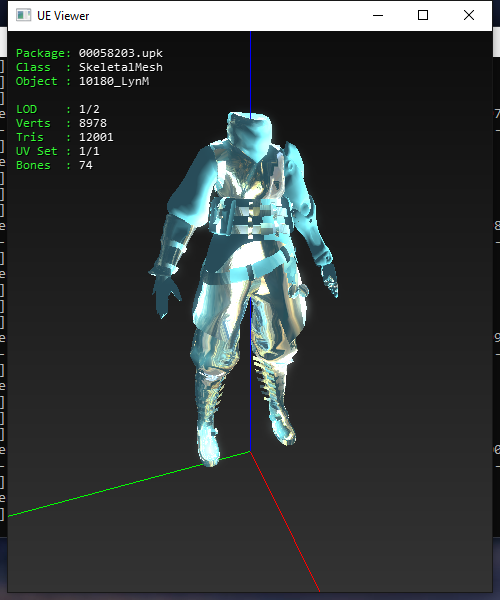 UE Viewer
Package: 00058203.upk
Class : SkeletalMesh
Object : 10180_LynM
LOD : 1/2
Verts : 8978
Tris : 12001
UV Set : 1/1
Bones : 74